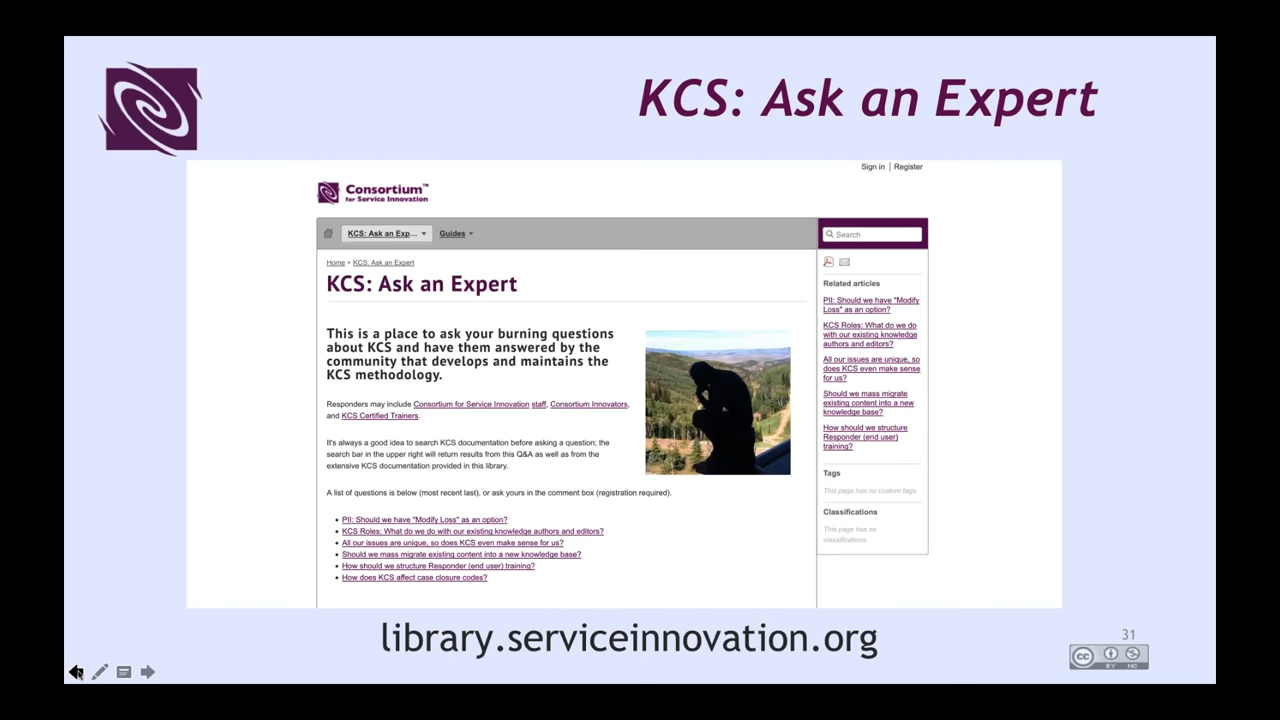 KCS: Ask an Expert
Sign in | Register
Consortium™
for Service Innovation
KCS: Ask an Exp...
Guides
Search
Home > KCS: Ask an Expert
KCS: Ask an Expert
This is a place to ask your burning questions
about KCS and have them answered by the
community that develops and maintains the
KCS methodology.
Responders may include Consortium for Service Innovation staff, Consortium Innovators,
and KCS Certified Trainers.
It's always a good idea to search KCS documentation before asking a question; the
search bar in the upper right will return results from this Q&A as well as from the
extensive KCS documentation provided in this library.
A list of questions is below (most recent last), or ask yours in the comment box (registration required).
• PII: Should we have "Modify Loss" as an option?
• KCS Roles: What do we do with our existing knowledge authors and editors?
• All our issues are unique, so does KCS even make sense for us?
• Should we mass migrate existing content into a new knowledge base?
• How should we structure Responder (end user) training?
• How does KCS affect case closure codes?
Related articles
PII: Should we have "Modify
Loss" as an option?
KCS Roles: What do we do
with our existing knowledge
authors and editors?
All our issues are unique, so
does KCS even make sense
for us?
Should we mass migrate
existing content into a new
knowledge base?
How should we structure
Responder (end user)
training?
Tags
This page has no custom tags.
Classifications
This page has no
classifications.
library.serviceinnovation.org
31
CC
BY NC